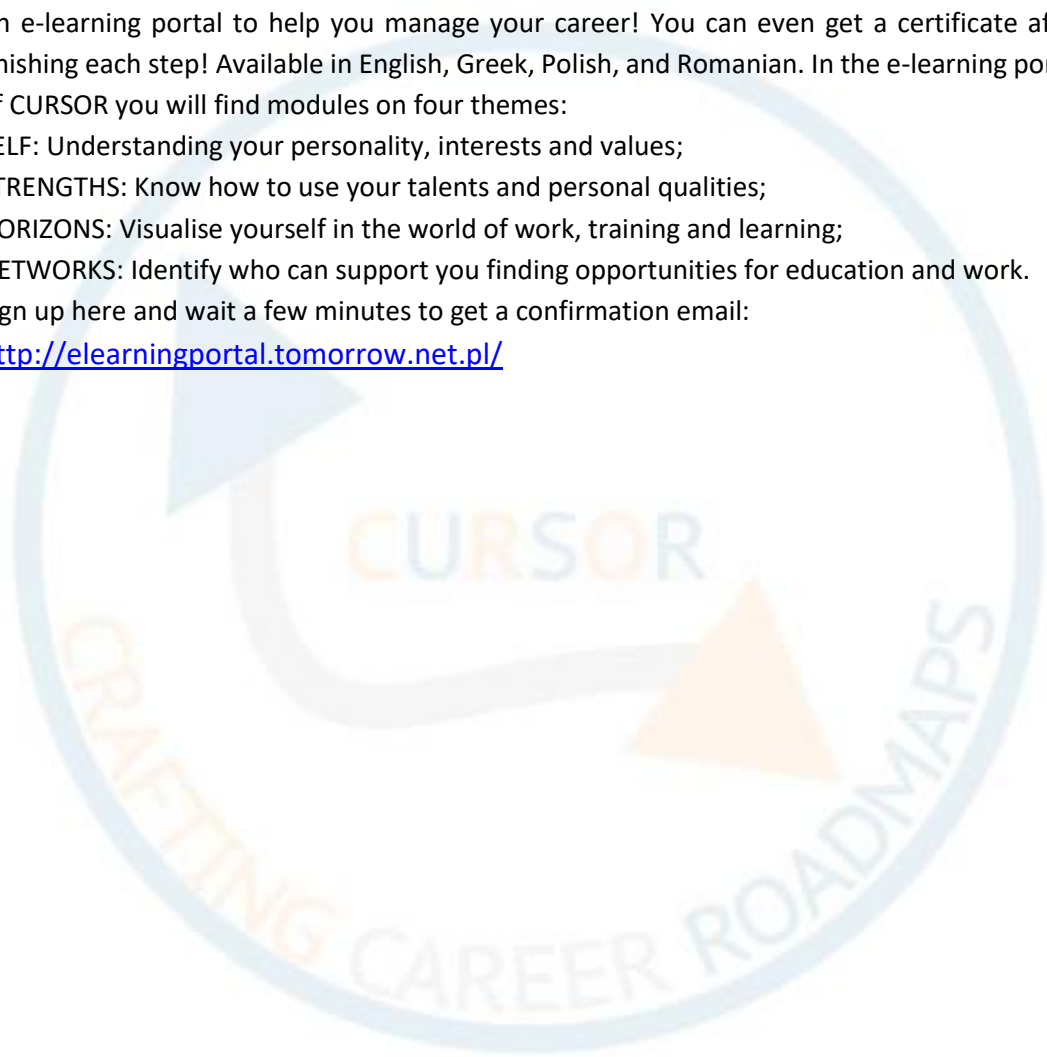 n e-learning portal to help you manage your career! You can even get a certificate af
nishing each step! Available in English, Greek, Polish, and Romanian. In the e-learning por
f CURSOR you will find modules on four themes:
ELF: Understanding your personality, interests and values;
TRENGTHS: Know how to use your talents and personal qualities;
ORIZONS: Visualise yourself in the world of work, training and learning;
ETWORKS: Identify who can support you finding opportunities for education and work.
gn up here and wait a few minutes to get a confirmation email:
ttp://elearningportal.tomorrow.net.pl/
CURSOR
CRAFTING CAREER ROADMAPS